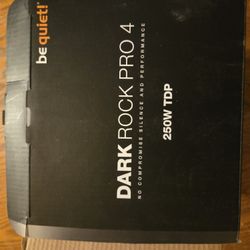 be quiet!
DARK ROCK PRO 4
NO COMPROMISE SILENCE AND PERFORMANCE
250W TDP